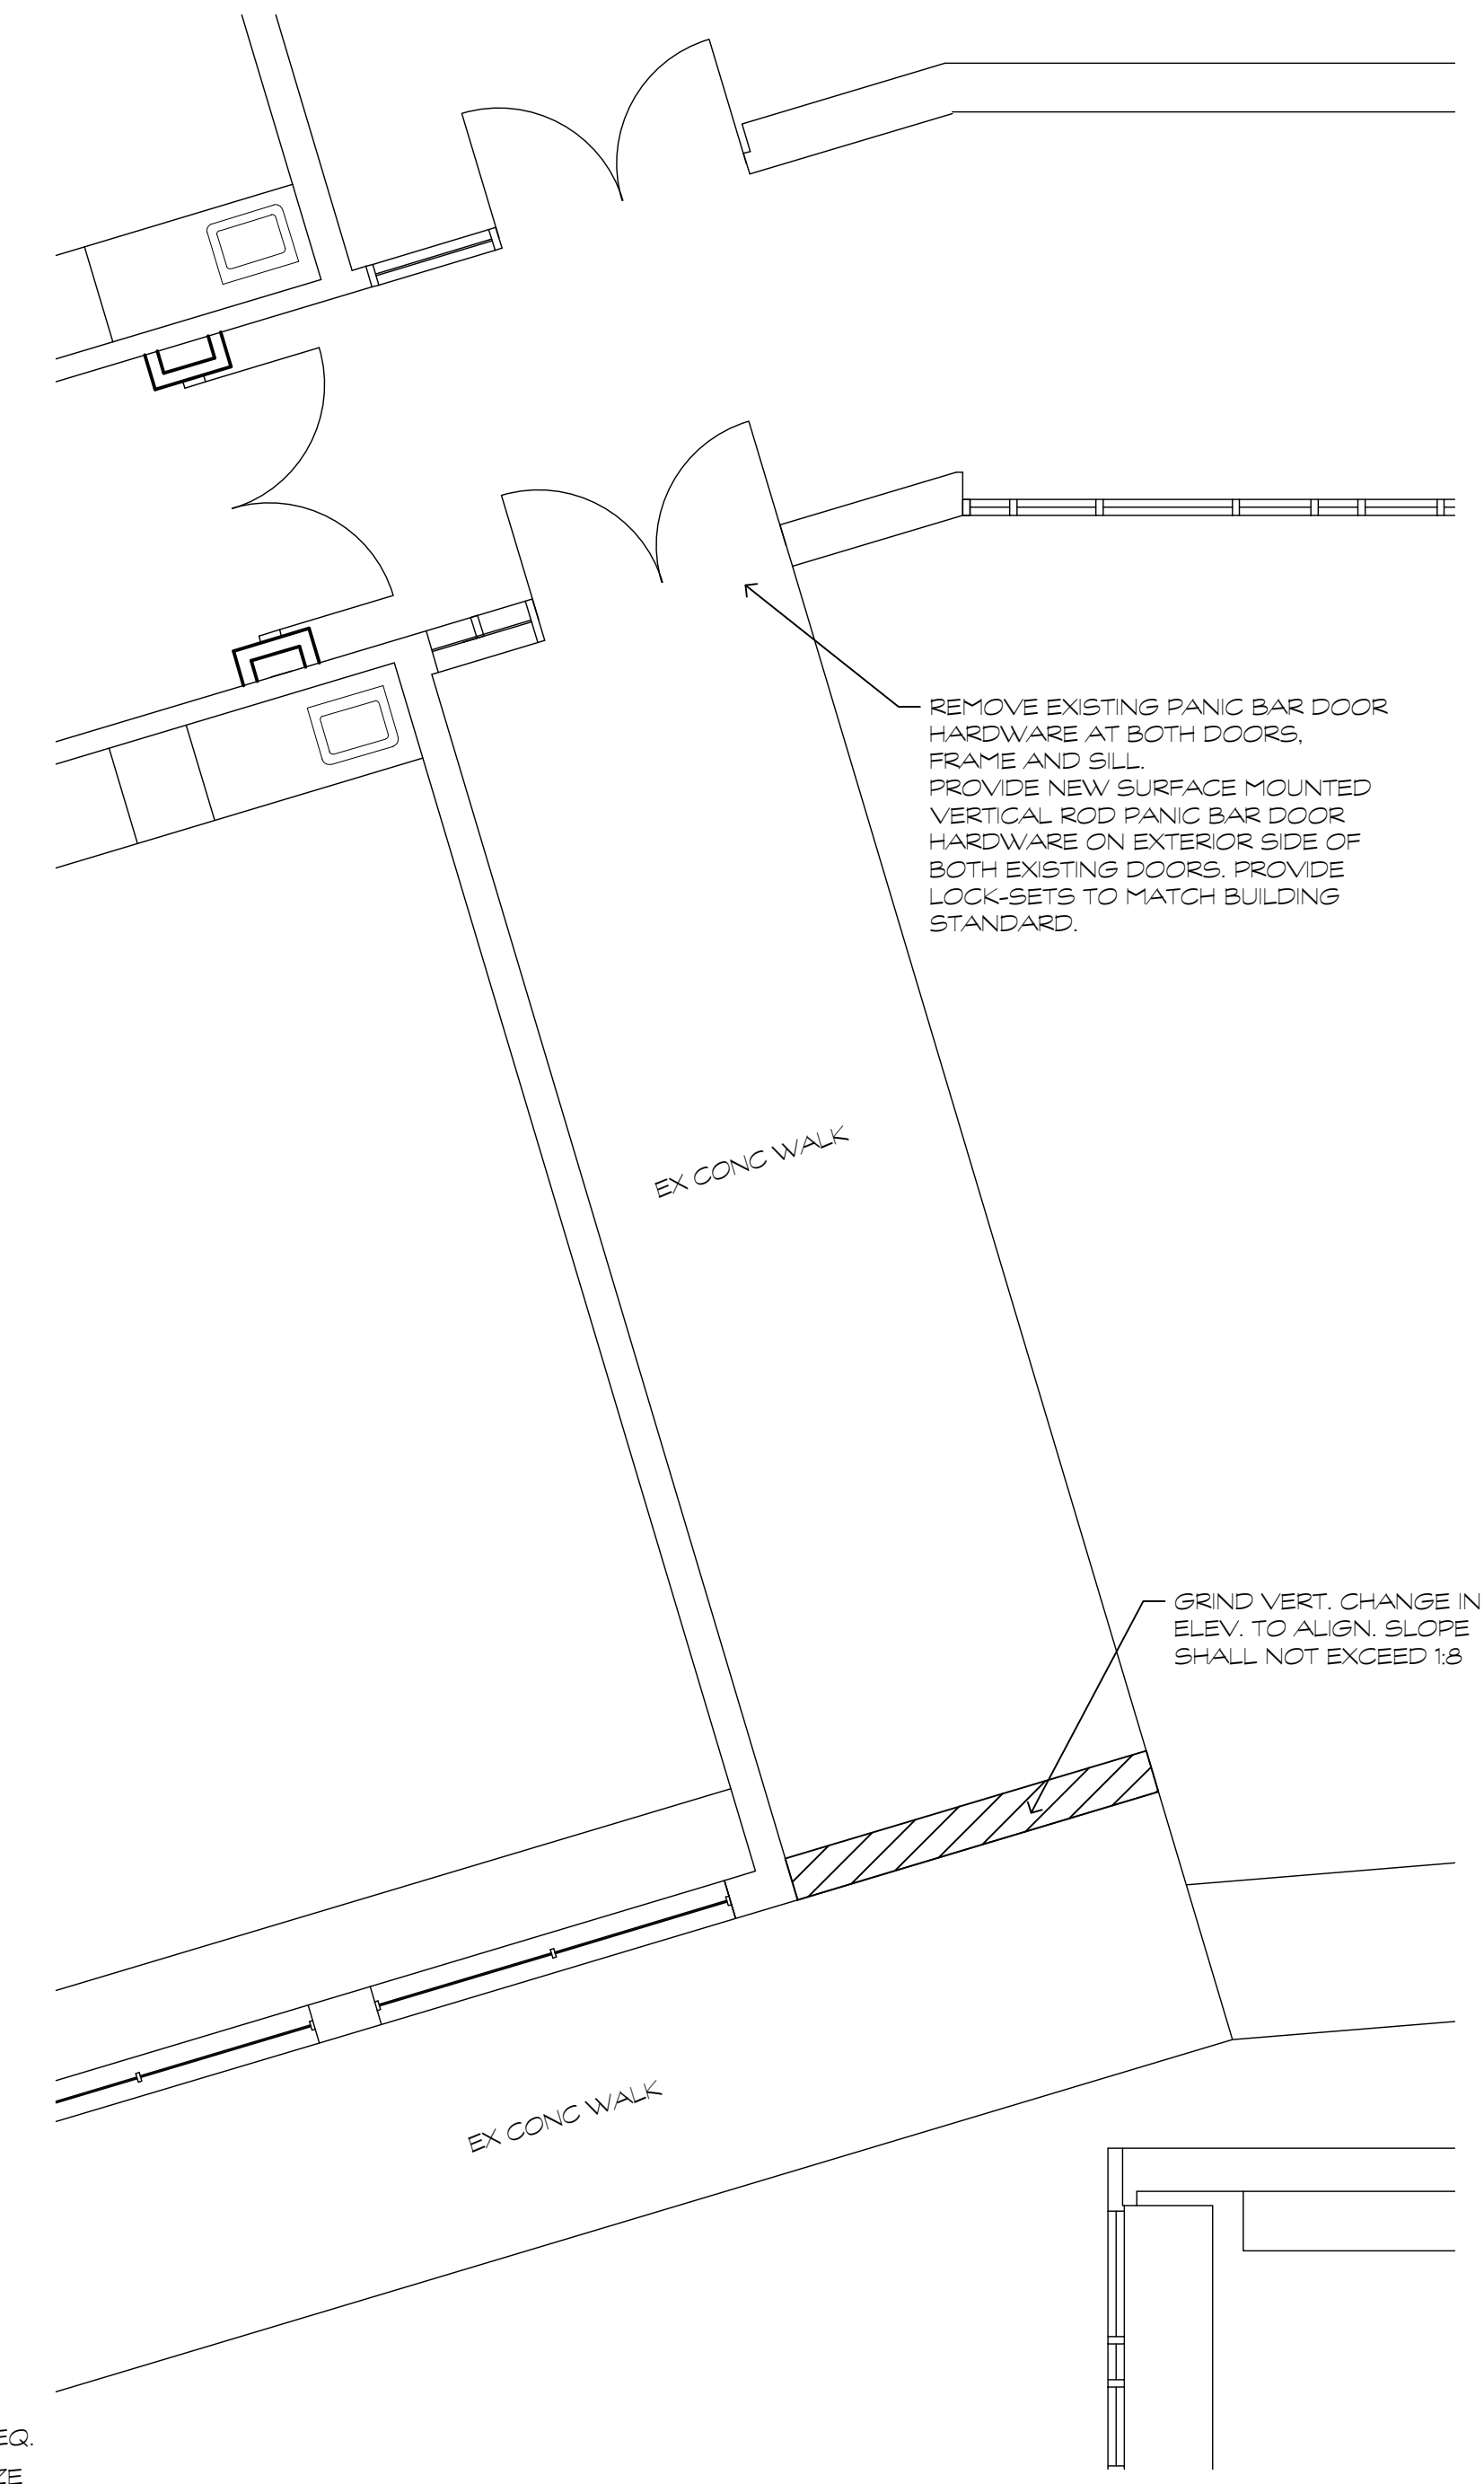 REMOVE EXISTING PANIC BAR DOOR
HARDWARE AT BOTH DOORS,
FRAME AND SILL.
PROVIDE NEW SURFACE MOUNTED
VERTICAL ROD PANIC BAR DOOR
HARDWARE ON EXTERIOR SIDE OF
BOTH EXISTING DOORS. PROVIDE
LOCK-SETS TO MATCH BUILDING
STANDARD.
EX CONC WALK
GRIND VERT. CHANGE IN
ELEV. TO ALIGN. SLOPE
SHALL NOT EXCEED 1:8
EX CONC WALK
EQ.